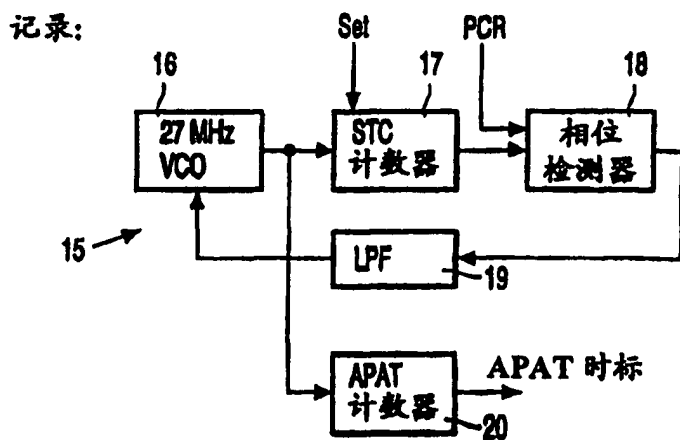 记录:
Set
PCR
16
17
18
27 MHz
VCO
STC
计数器
相位
检测器
15
LPF
19
APAT
计数器
APAT 时标
20